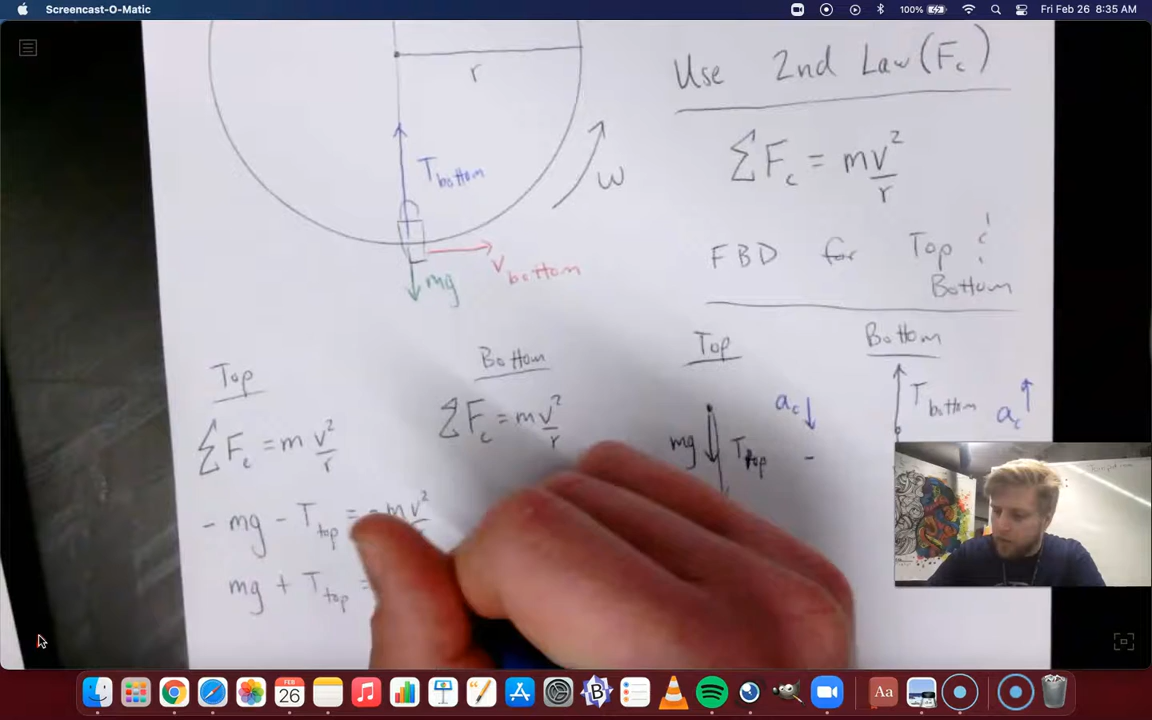 Screencast-O-Matic
100%
Fri Feb 26 8:35 AM
r
T bottom
ω
mg
v bottom
Use 2nd Law (Fc)
ΣFc = mv²/r
FBD for Top &
Bottom
Top
ΣFc = m v²/r
- mg - T top = - mv²
mg + T top =
Bottom
ΣFc = mv²/r
Top
mg
T top
ac
-
Bottom
T bottom
ac